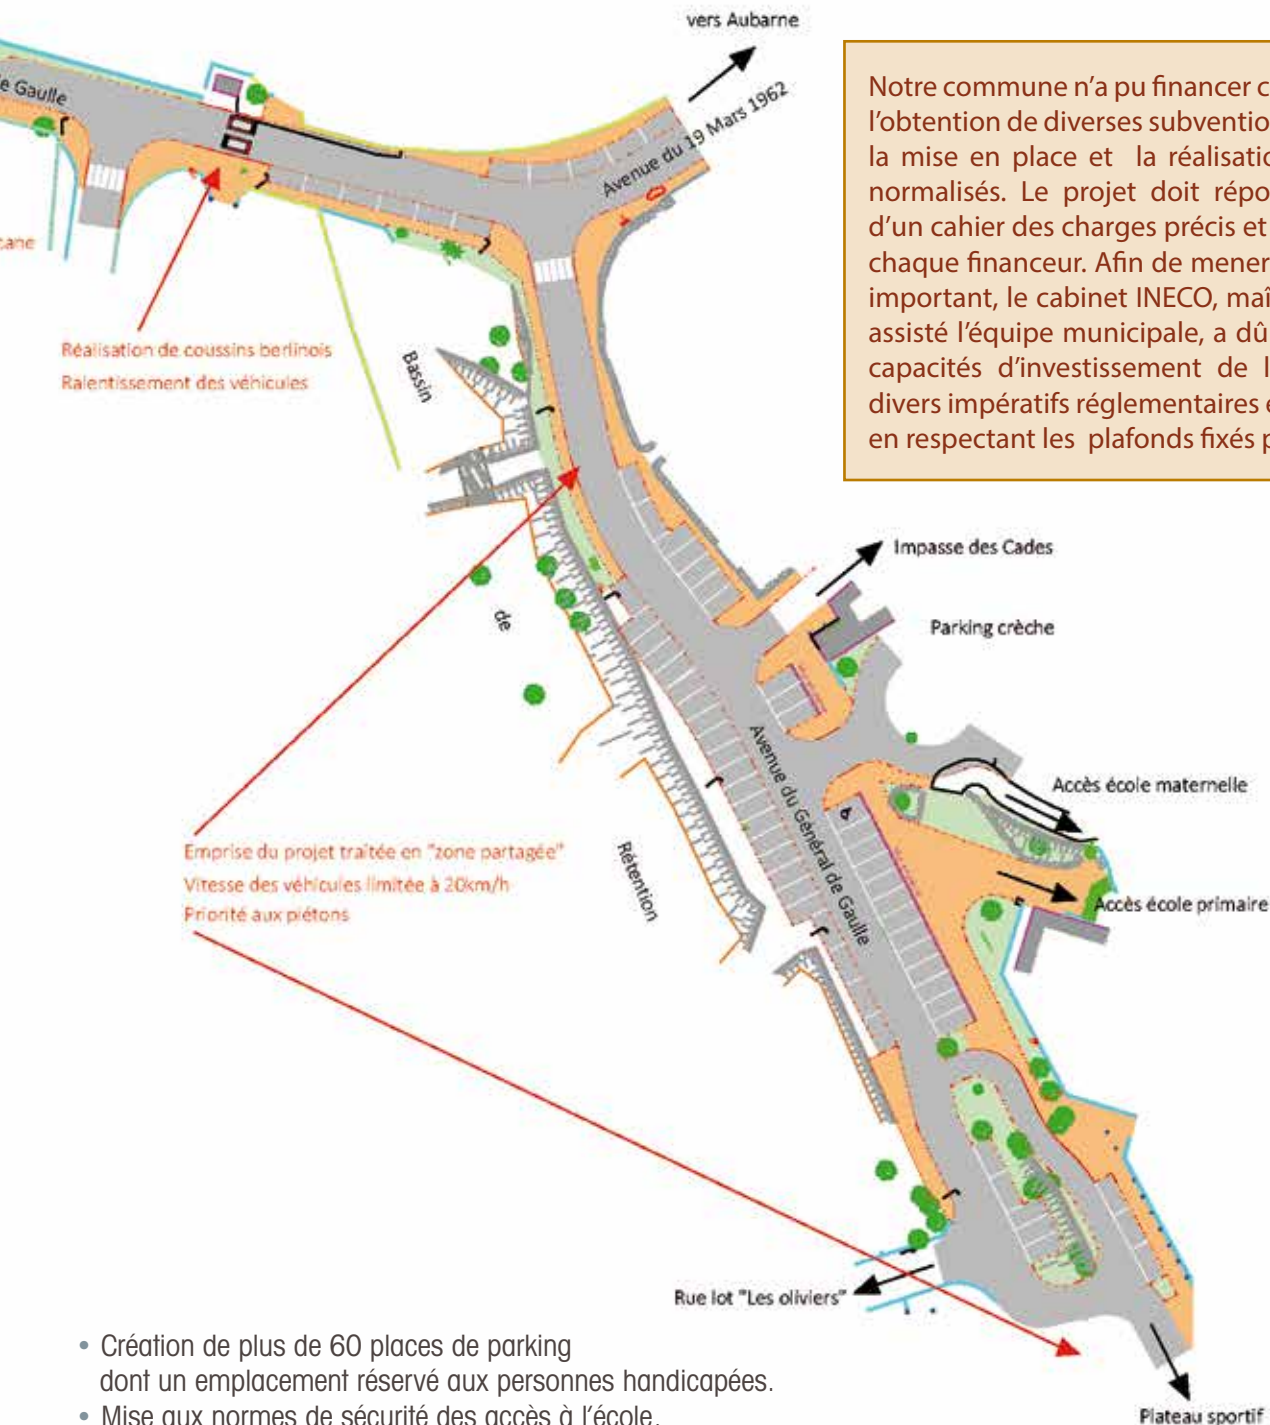 vers Aubarne
Gaulle
Avenue du 19 Mars 1962
Notre commune n'a pu financer
l'obtention de diverses
la mise en place et la
normalisés. Le projet doit
d'un cahier des charges précis et
chaque financeur. Afin de mener
important, le cabinet INECO,
assisté l'équipe municipale, a dû
capacités d'investissement de
divers impératifs réglementaires
en respectant les plafonds fixés
Réalisation de coussins berlinois
Ralentissement des véhicules
Bassin
de
Rétention
Impasse des Cades
Parking crèche
Avenue du Général de Gaulle
Accès école maternelle
Accès école primaire
Emprise du projet traitée en "zone partagée"
Vitesse des véhicules limitée à 20km/h
Priorité aux piétons
Rue lot "Les oliviers"
Plateau sportif
• Création de plus de 60 places de parking
dont un emplacement réservé aux personnes handicapées.
• Mise aux normes de sécurité des accès à l'école.